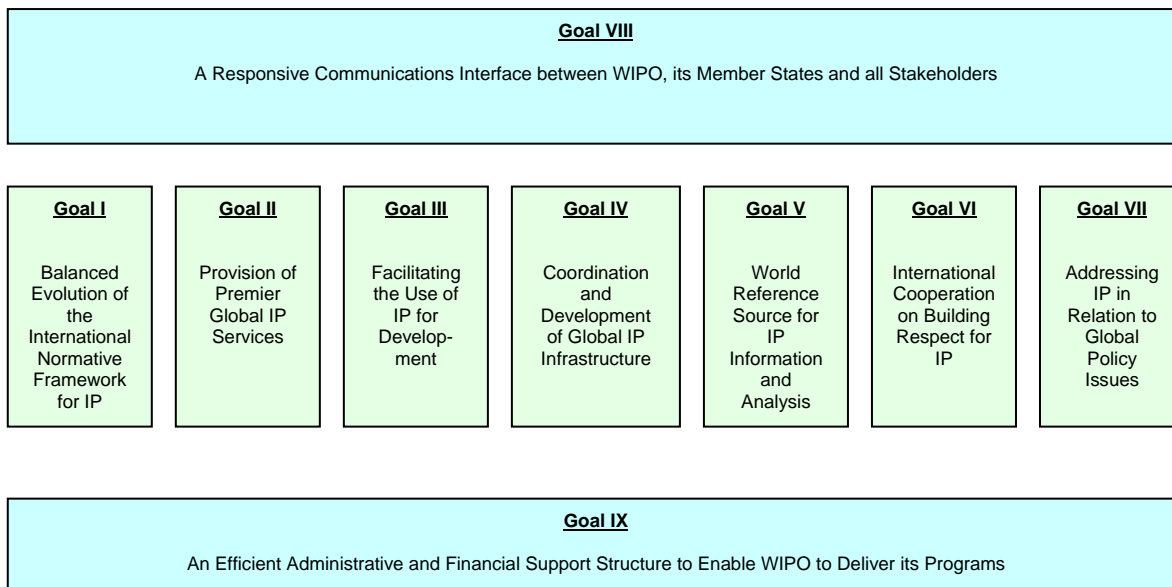 Goal VIII
A Responsive Communications Interface between WIPO, its Member States and all Stakeholders
Goal I
Balanced
Evolution of
the
International
Normative
Framework
for IP
Goal II
Provision of
Premier
Global IP
Services
Goal III
Facilitating
the Use of
IP for
Develop-
ment
Goal IV
Coordination
and
Development
of Global IP
Infrastructure
Goal V
World
Reference
Source for
IP
Information
and
Analysis
Goal VI
International
Cooperation
on Building
Respect for
IP
Goal VII
Addressing
IP in
Relation to
Global
Policy
Issues
Goal IX
An Efficient Administrative and Financial Support Structure to Enable WIPO to Deliver its Programs